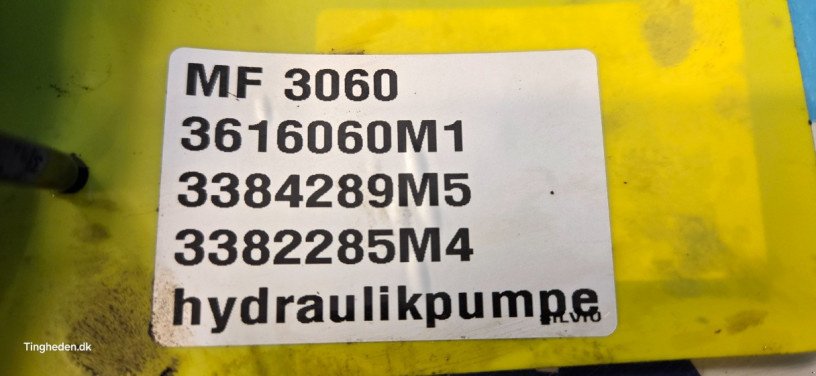 MF 3060
3616060M1
3384289M5
3382285M4
hydraulikpumpe
Tingheden.dk